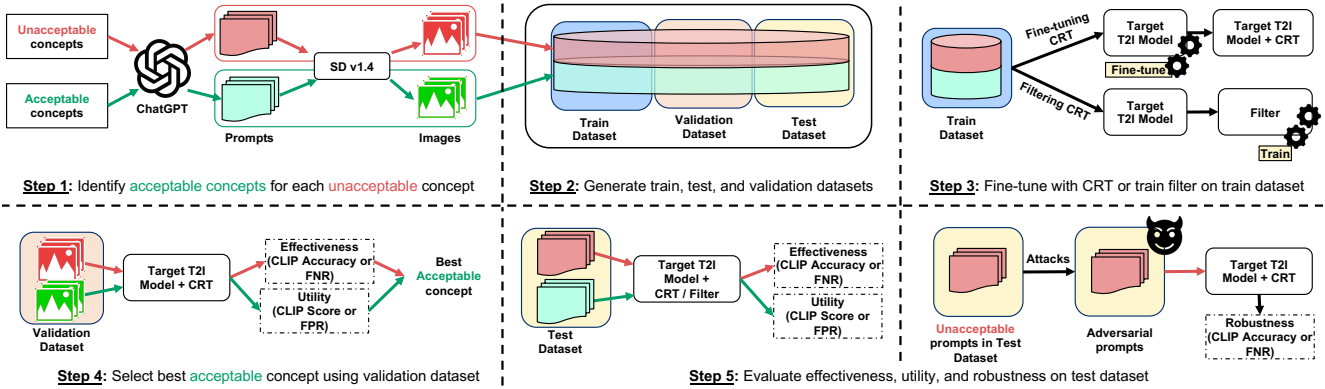 Unacceptable
concepts
Acceptable
concepts
ChatGPT
Prompts
SD v1.4
Images
Step 1: Identify acceptable concepts for each unacceptable concept
Train
Dataset
Validation
Dataset
Test
Dataset
Step 2: Generate train, test, and validation datasets
Train
Dataset
Fine-tuning
CRT
Filtering CRT
Target
T2I Model
Fine-tune
Target T2I
Model + CRT
Target
T2I Model
Filter
Train
Step 3: Fine-tune with CRT or train filter on train dataset
Validation
Dataset
Target T2I
Model + CRT
Effectiveness
(CLIP Accuracy or
FNR)
Utility
(CLIP Score or
FPR)
Best
Acceptable
concept
Step 4: Select best acceptable concept using validation dataset
Test
Dataset
Target T2I
Model +
CRT / Filter
Effectiveness
(CLIP Accuracy or
FNR)
Utility
(CLIP Score or
FPR)
Unacceptable
prompts in Test
Dataset
Attacks
Adversarial
prompts
Target T2I
Model + CRT
Robustness
(CLIP Accuracy or
FNR)
Step 5: Evaluate effectiveness, utility, and robustness on test dataset